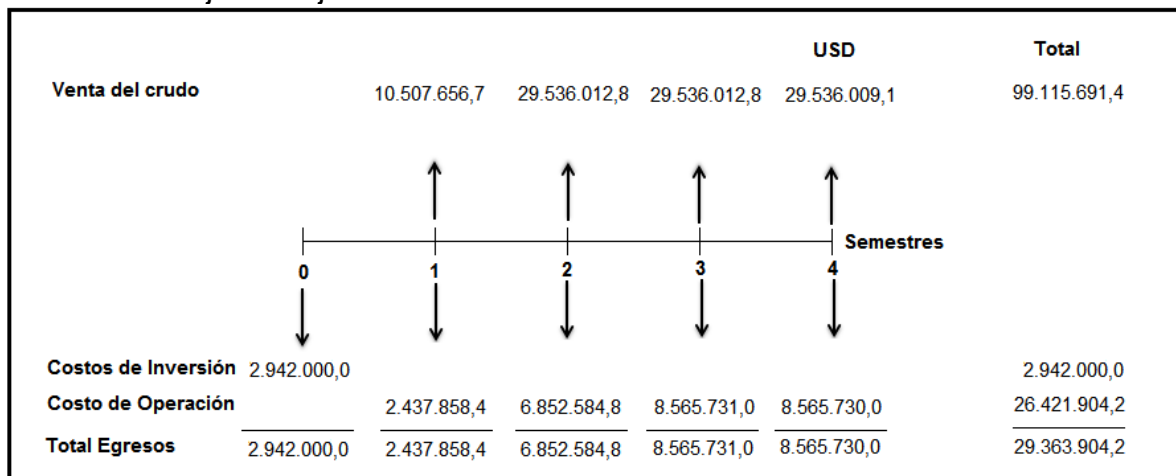 USD Total
Venta del crudo 10.507.656,7 29.536.012,8 29.536.012,8 29.536.009,1 99.115.691,4
Semestres
0 1 2 3 4
Costos de Inversión 2.942.000,0 2.942.000,0
Costo de Operación 2.437.858,4 6.852.584,8 8.565.731,0 8.565.730,0 26.421.904,2
Total Egresos 2.942.000,0 2.437.858,4 6.852.584,8 8.565.731,0 8.565.730,0 29.363.904,2